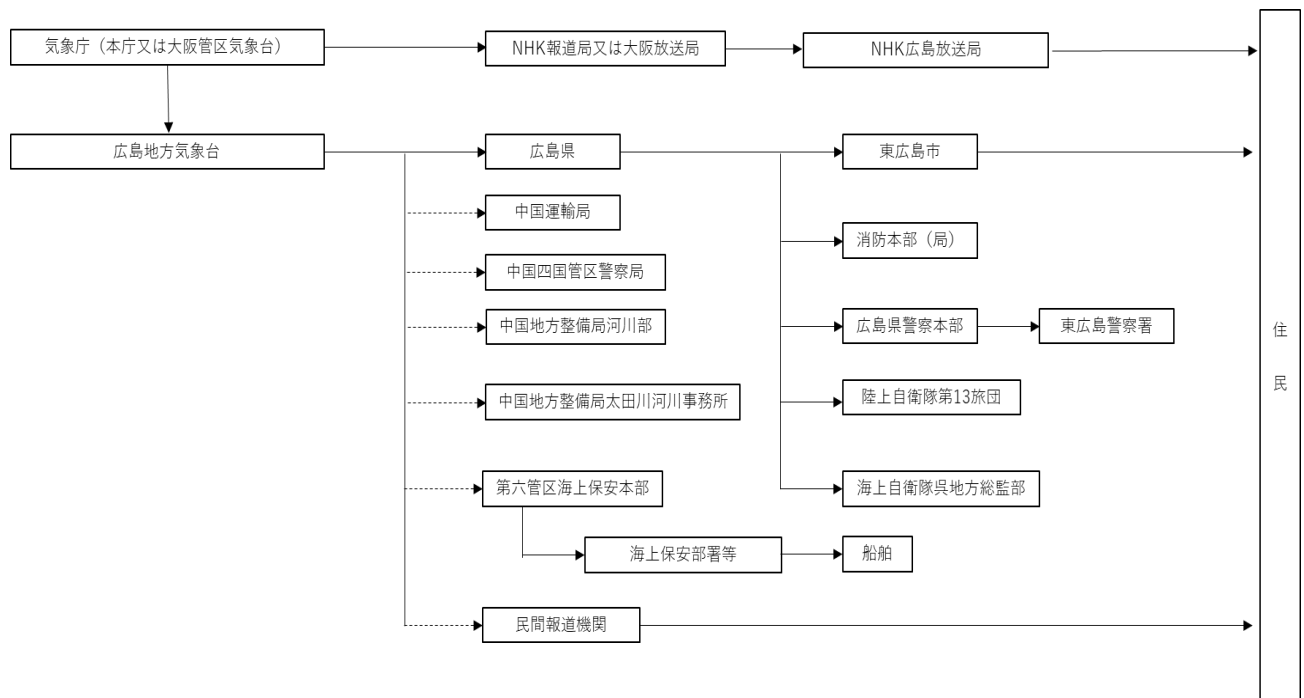 気象庁（本庁又は大阪管区気象台）
NHK報道局又は大阪放送局
NHK広島放送局
広島地方気象台
広島県
東広島市
中国運輸局
消防本部（局）
中国四国管区警察局
中国地方整備局河川部
広島県警察本部
東広島警察署
住民
中国地方整備局太田川河川事務所
陸上自衛隊第13旅団
第六管区海上保安本部
海上自衛隊呉地方総監部
海上保安部署等
船舶
民間報道機関